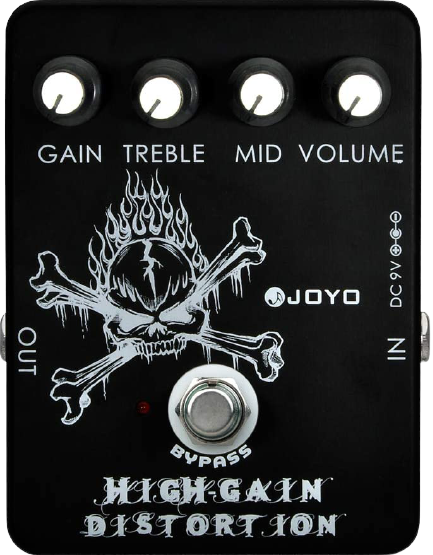 GAIN TREBLE MID VOLUME
DC 9V
JOYO
OUT
IN
BYPASS
HIGH-GAIN
DISTORTION